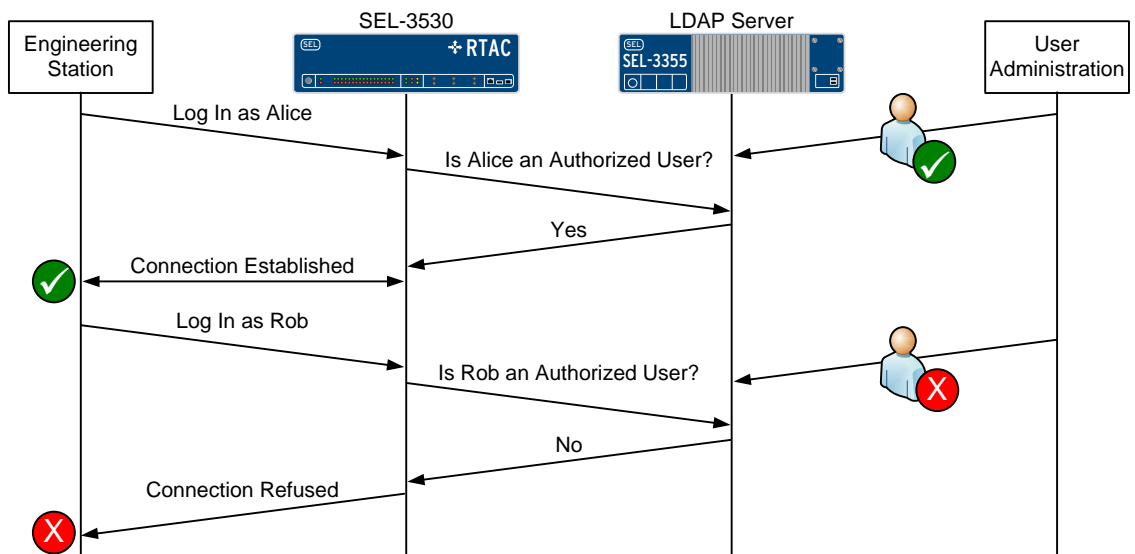 SEL-3530
LDAP Server
Engineering
Station
SEL
RTAC
SEL
SEL-3355
User
Administration
Log In as Alice
Is Alice an Authorized User?
Yes
Connection Established
Log In as Rob
Is Rob an Authorized User?
X
No
Connection Refused
X